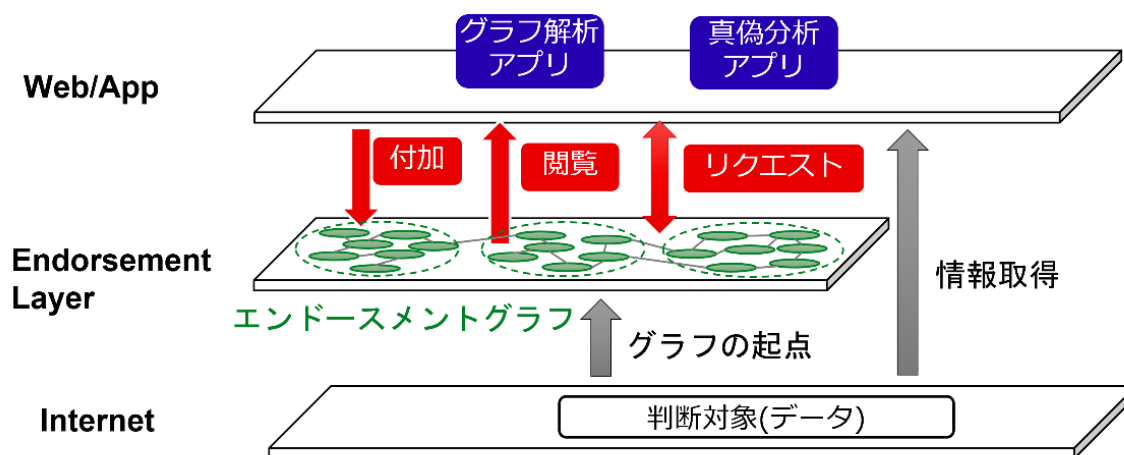 グラフ解析
アプリ
真偽分析
アプリ
Web/App
付加
閲覧
リクエスト
Endorsement
Layer
情報取得
エンドースメントグラフ
グラフの起点
Internet
判断対象(データ)